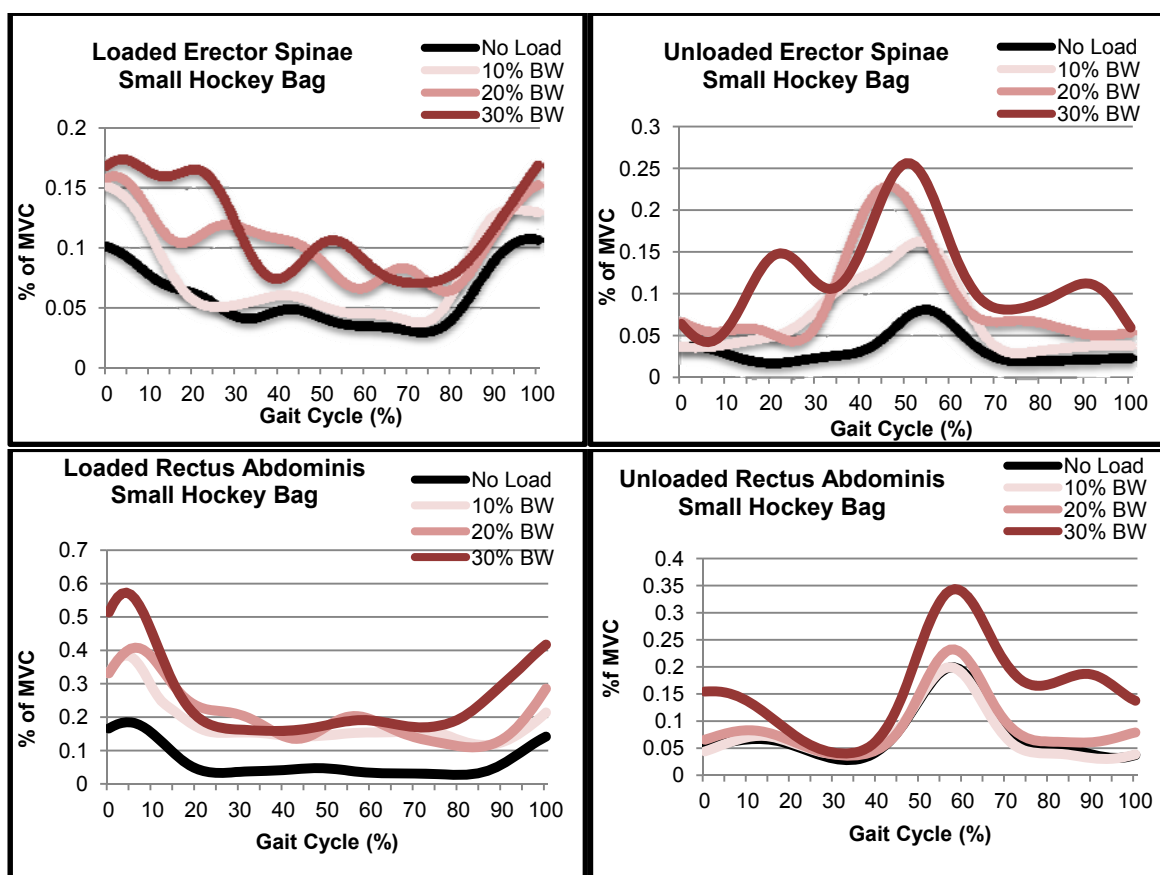 Loaded Erector Spinae
Small Hockey Bag
No Load
10% BW
20% BW
30% BW
0.2
0.15
0.1
0.05
0
% of MVC
0 10 20 30 40 50 60 70 80 90 100
Gait Cycle (%)
Unloaded Erector Spinae
Small Hockey Bag
No Load
10% BW
20% BW
30% BW
0.3
0.25
0.2
0.15
0.1
0.05
0
% of MVC
0 10 20 30 40 50 60 70 80 90 100
Gait Cycle (%)
Loaded Rectus Abdominis
Small Hockey Bag
No Load
10% BW
20% BW
30% BW
0.7
0.6
0.5
0.4
0.3
0.2
0.1
0
% of MVC
0 10 20 30 40 50 60 70 80 90 100
Gait Cycle (%)
Unloaded Rectus Abdominis
Small Hockey Bag
No Load
10% BW
20% BW
30% BW
0.4
0.35
0.3
0.25
0.2
0.15
0.1
0.05
0
%f MVC
0 10 20 30 40 50 60 70 80 90 100
Gait Cycle (%)